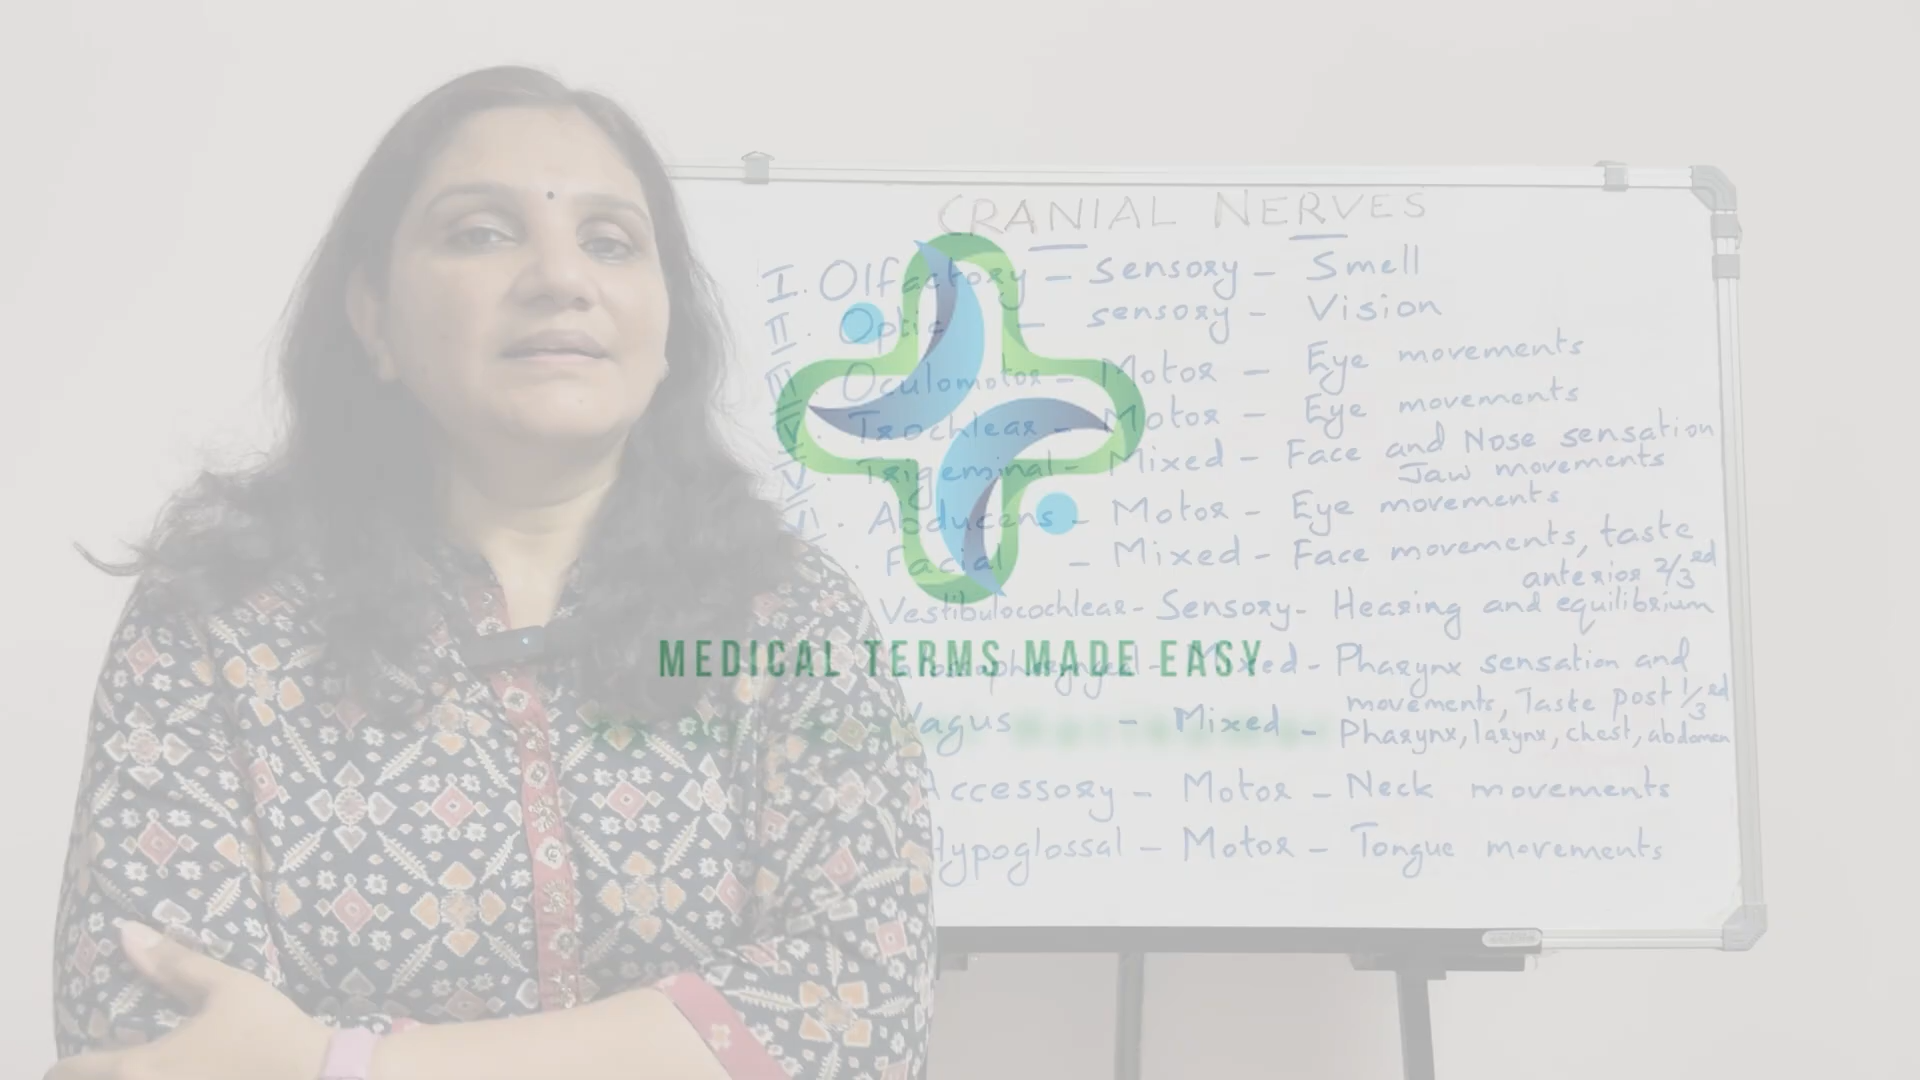 CRANIAL NERVES
I. Olfactory - Sensory - Smell
II. Optic - sensory - Vision
III. Oculomotor - Motor - Eye movements
IV. Trochlear - Motor - Eye movements
V. Trigeminal - Mixed - Face and Nose sensation
Jaw movements
VI. Abducens - Motor - Eye movements
. Facial - Mixed - Face movements, taste
anterior 2/3rd
Vestibulocochlear - Sensory - Hearing and equilibrium
MEDICAL TERMS MADE EASY
Mixed - Pharynx sensation and
movements, Taste post 1/3rd
Vagus - Mixed - Pharynx, larynx, chest, abdomen
Accessory - Motor - Neck movements
Hypoglossal - Motor - Tongue movements